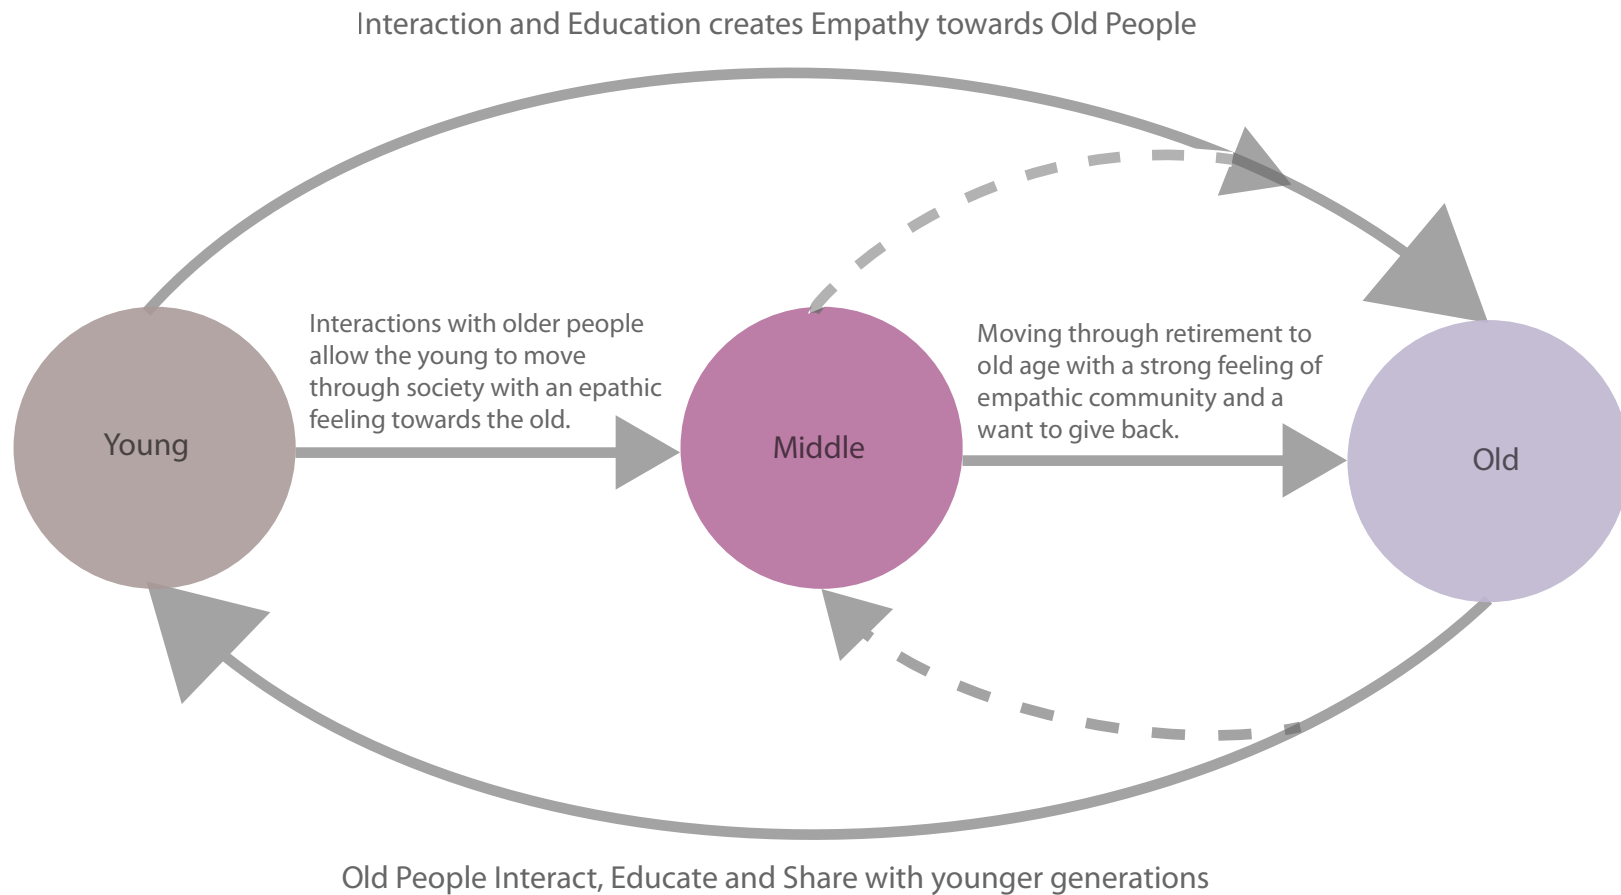 Interaction and Education creates Empathy towards Old People
Interactions with older people
allow the young to move
through society with an epathic
feeling towards the old.
Moving through retirement to
old age with a strong feeling of
empathic community and a
want to give back.
Young
Middle
Old
Old People Interact, Educate and Share with younger generations